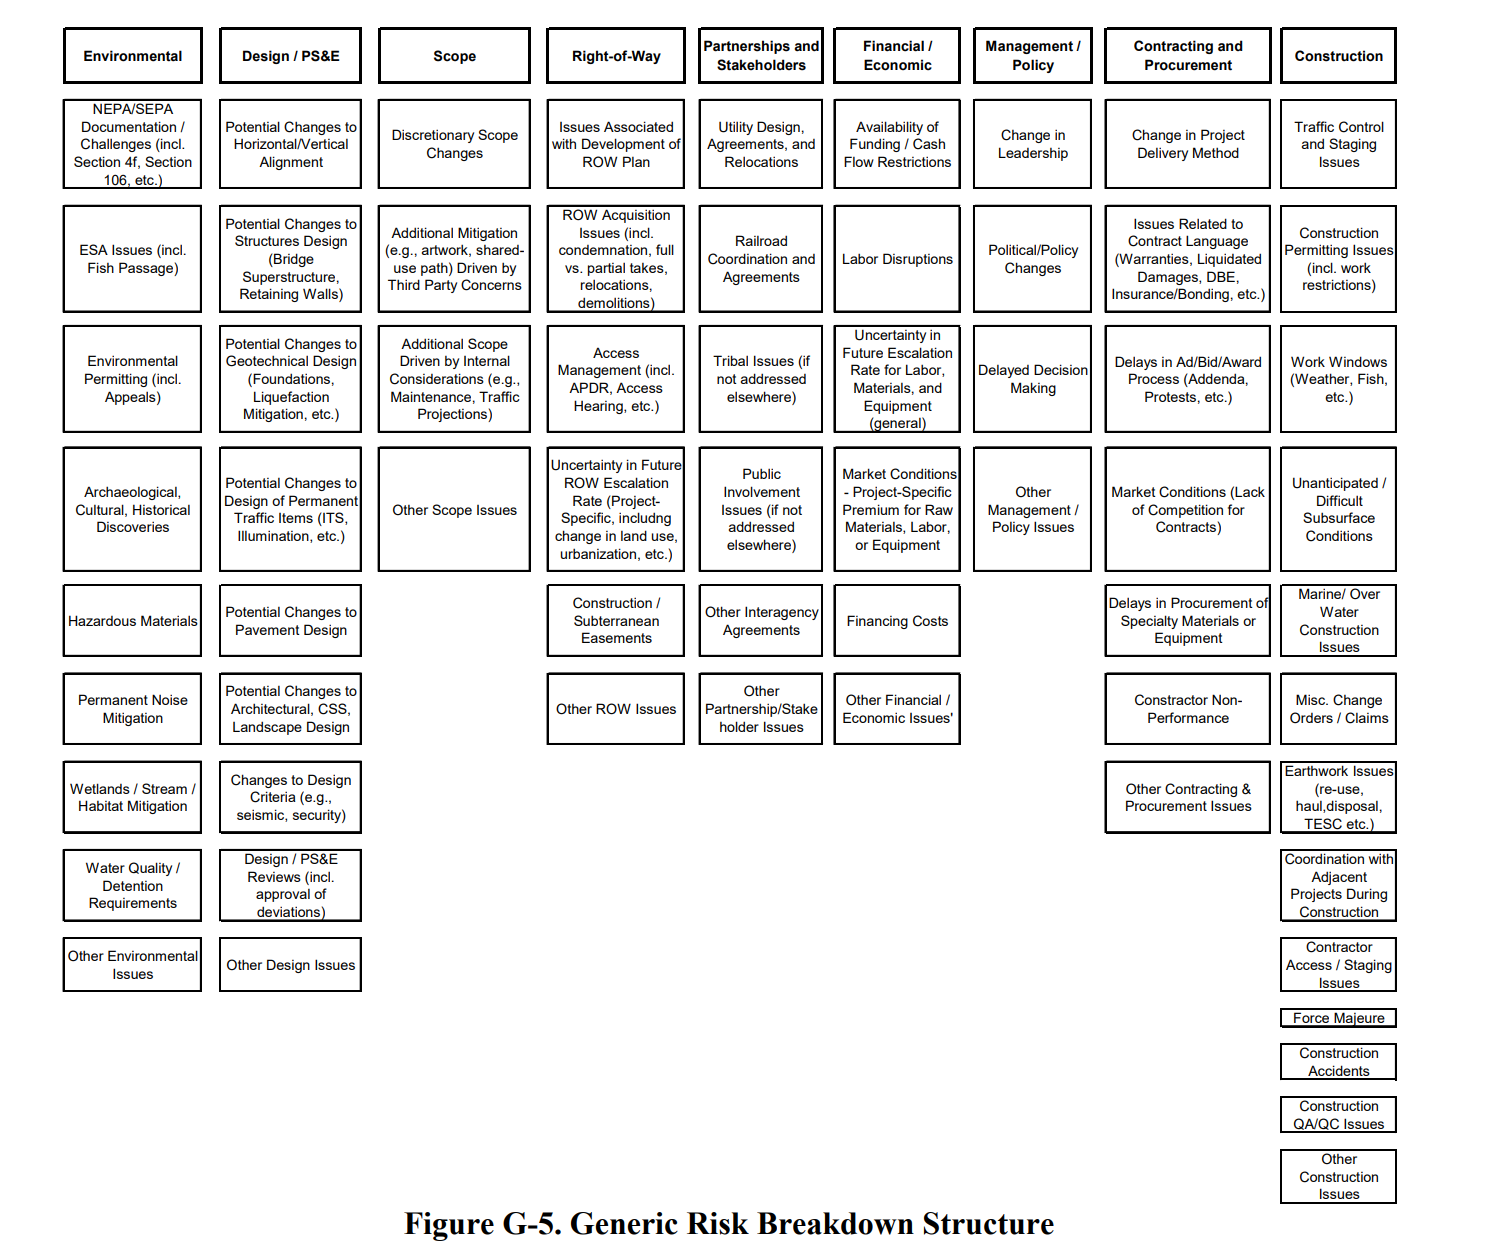 Environmental
Design / PS&E
Scope
Right-of-Way
Partnerships and
Stakeholders
Financial /
Economic
Management /
Policy
Contracting and
Procurement
Construction
NEPA/SEPA
Documentation /
Challenges (incl.
Section 4f, Section
106, etc.)
Potential Changes to
Horizontal/Vertical
Alignment
Discretionary Scope
Changes
Issues Associated
with Development of
ROW Plan
Utility Design,
Agreements, and
Relocations
Availability of
Funding / Cash
Flow Restrictions
Change in
Leadership
Change in Project
Delivery Method
Traffic Control
and Staging
Issues
ESA Issues (incl.
Fish Passage)
Potential Changes to
Structures Design
(Bridge
Superstructure,
Retaining Walls)
Additional Mitigation
(e.g., artwork, shared-
use path) Driven by
Third Party Concerns
ROW Acquisition
Issues (incl.
condemnation, full
vs. partial takes,
relocations,
demolitions)
Railroad
Coordination and
Agreements
Labor Disruptions
Political/Policy
Changes
Issues Related to
Contract Language
(Warranties, Liquidated
Damages, DBE,
Insurance/Bonding, etc.)
Construction
Permitting Issues
(incl. work
restrictions)
Environmental
Permitting (incl.
Appeals)
Potential Changes to
Geotechnical Design
(Foundations,
Liquefaction
Mitigation, etc.)
Additional Scope
Driven by Internal
Considerations (e.g.,
Maintenance, Traffic
Projections)
Access
Management (incl.
APDR, Access
Hearing, etc.)
Tribal Issues (if
not addressed
elsewhere)
Uncertainty in
Future Escalation
Rate for Labor,
Materials, and
Equipment
(general)
Delayed Decision
Making
Delays in Ad/Bid/Award
Process (Addenda,
Protests, etc.)
Work Windows
(Weather, Fish,
etc.)
Archaeological,
Cultural, Historical
Discoveries
Potential Changes to
Design of Permanent
Traffic Items (ITS,
Illumination, etc.)
Other Scope Issues
Uncertainty in Future
ROW Escalation
Rate (Project-
Specific, includng
change in land use,
urbanization, etc.)
Public
Involvement
Issues (if not
addressed
elsewhere)
Market Conditions
- Project-Specific
Premium for Raw
Materials, Labor,
or Equipment
Other
Management /
Policy Issues
Market Conditions (Lack
of Competition for
Contracts)
Unanticipated /
Difficult
Subsurface
Conditions
Hazardous Materials
Potential Changes to
Pavement Design
Construction /
Subterranean
Easements
Other Interagency
Agreements
Financing Costs
Delays in Procurement of
Specialty Materials or
Equipment
Marine/ Over
Water
Construction
Issues
Permanent Noise
Mitigation
Potential Changes to
Architectural, CSS,
Landscape Design
Other ROW Issues
Other
Partnership/Stake
holder Issues
Other Financial /
Economic Issues'
Constractor Non-
Performance
Misc. Change
Orders / Claims
Wetlands / Stream /
Habitat Mitigation
Changes to Design
Criteria (e.g.,
seismic, security)
Other Contracting &
Procurement Issues
Earthwork Issues
(re-use,
haul,disposal,
TESC etc.)
Water Quality /
Detention
Requirements
Design / PS&E
Reviews (incl.
approval of
deviations)
Coordination with
Adjacent
Projects During
Construction
Other Environmental
Issues
Other Design Issues
Contractor
Access / Staging
Issues
Force Majeure
Construction
Accidents
Construction
QA/QC Issues
Other
Construction
Issues
Figure G-5. Generic Risk Breakdown Structure